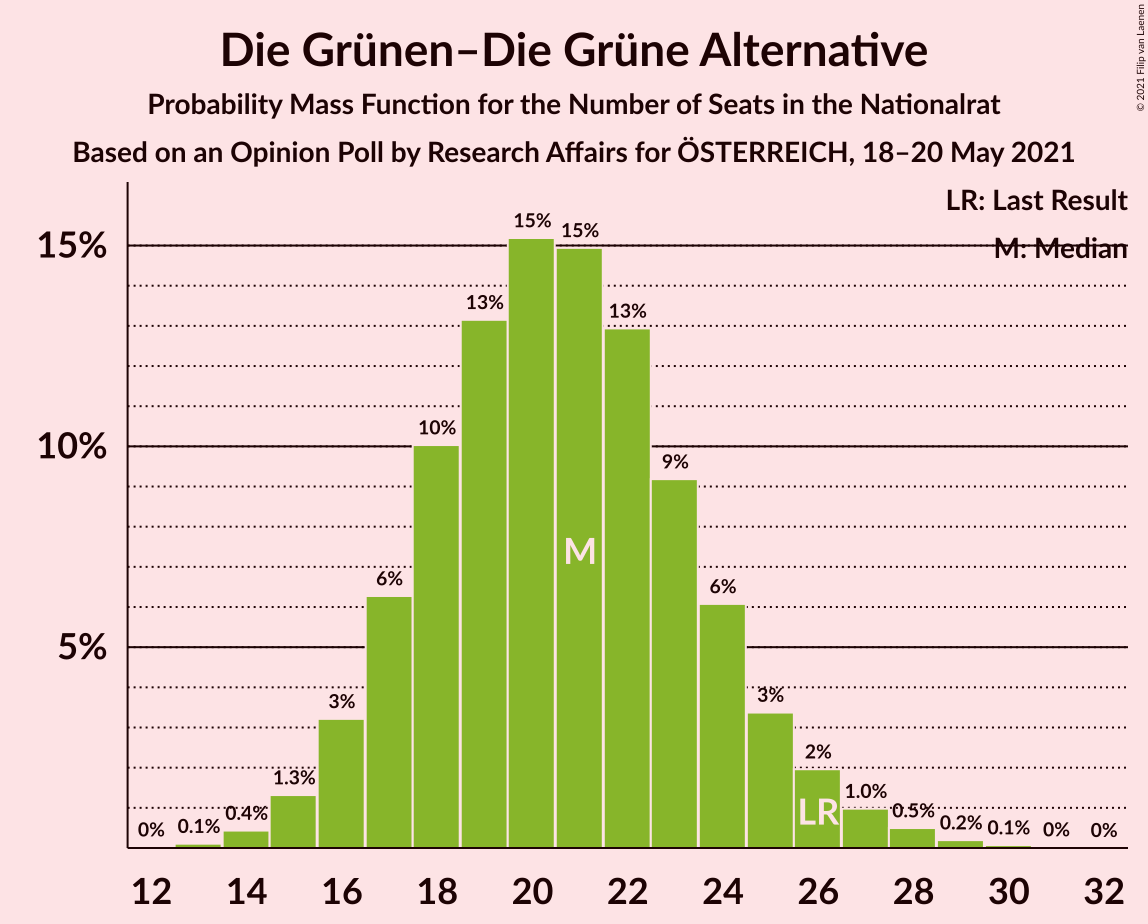 Die Grünen–Die Grüne Alternative
Probability Mass Function for the Number of Seats in the Nationalrat
Based on an Opinion Poll by Research Affairs for ÖSTERREICH, 18–20 May 2021
© 2021 Filip van Laenen
LR: Last Result
M: Median
15%
10%
5%
0%
0.1%
0.4%
1.3%
3%
6%
10%
13%
15%
15%
13%
9%
6%
3%
2%
1.0%
0.5%
0.2%
0.1%
0%
0%
M
LR
12 14 16 18 20 22 24 26 28 30 32